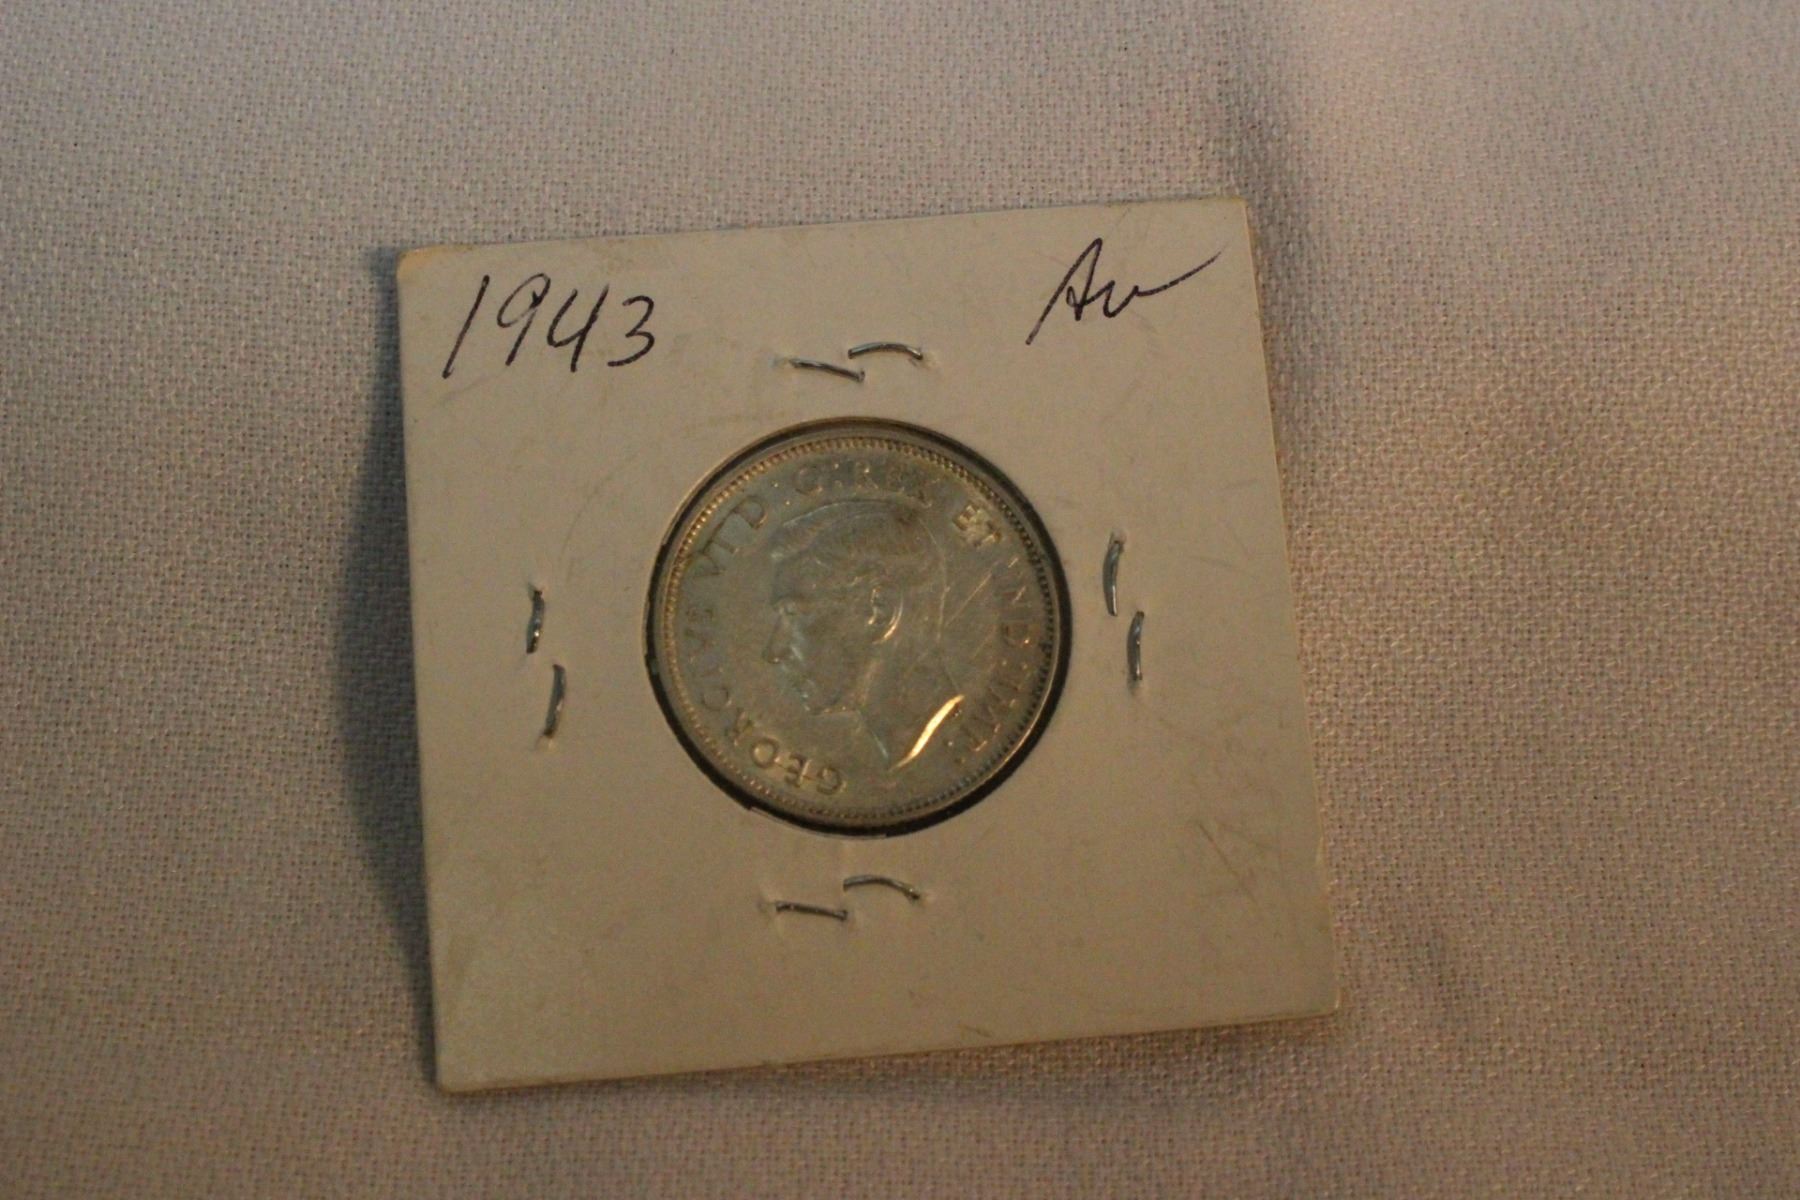 1943
AU
GEORGIVS VI D:G:REX ET IND:IMP: